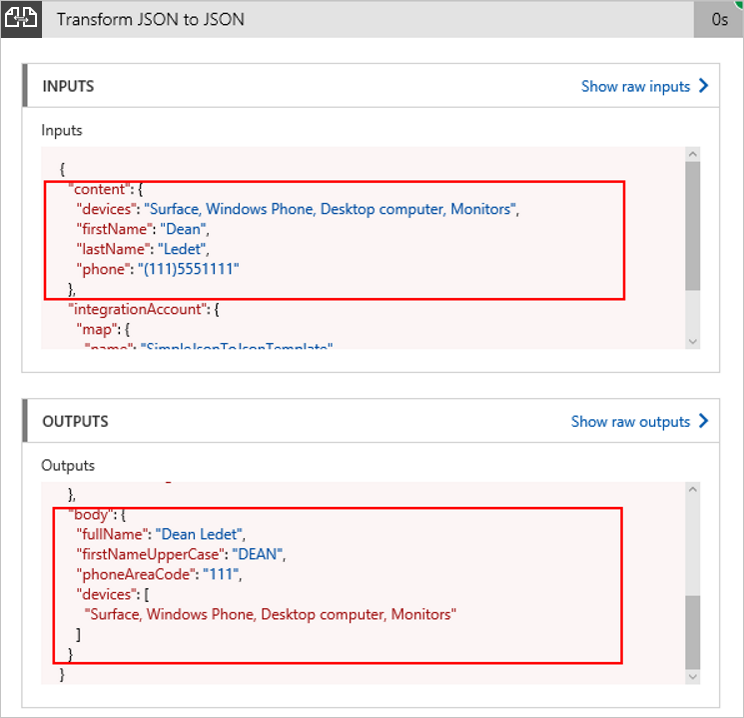 Transform JSON to JSON 0s
INPUTS Show raw inputs
Inputs
{
"content": {
"devices": "Surface, Windows Phone, Desktop computer, Monitors",
"firstName": "Dean",
"lastName": "Ledet",
"phone": "(111)5551111"
},
"integrationAccount": {
"map": {
"name": "SimpleJsonToJsonTemplate"
OUTPUTS Show raw outputs
Outputs
},
"body": {
"fullName": "Dean Ledet",
"firstNameUpperCase": "DEAN",
"phoneAreaCode": "111",
"devices": [
"Surface, Windows Phone, Desktop computer, Monitors"
]
}
}